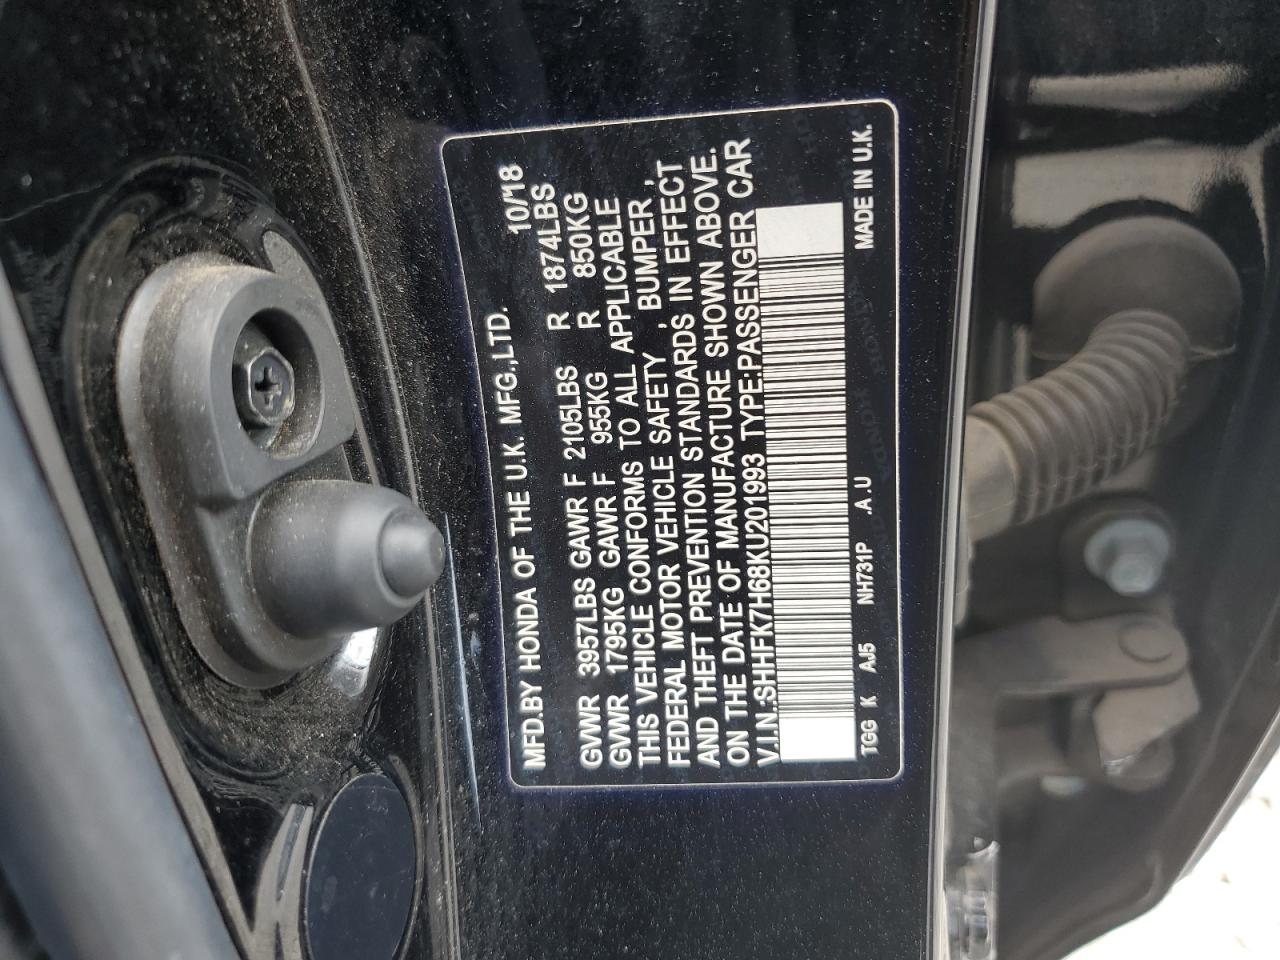 MFD.BY HONDA OF THE U.K. MFG.,LTD. 10/18
GVWR 3957LBS GAWR F 2105LBS R 1874LBS
GVWR 1795KG GAWR F 955KG R 850KG
THIS VEHICLE CONFORMS TO ALL APPLICABLE
FEDERAL MOTOR VEHICLE SAFETY, BUMPER,
AND THEFT PREVENTION STANDARDS IN EFFECT
ON THE DATE OF MANUFACTURE SHOWN ABOVE.
V.I.N.:SHHFK7H68KU201993 TYPE:PASSENGER CAR
TGG K AJ5 NH731P .A.U MADE IN U.K.